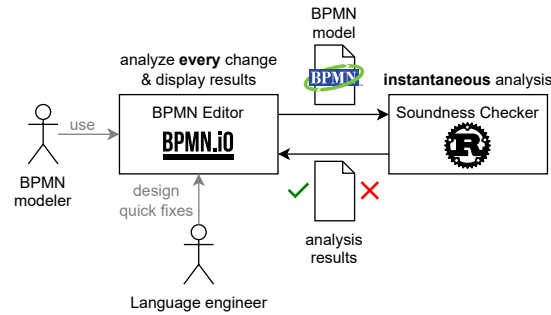 BPMN
model
BPMN
analyze every change
& display results
instantaneous analysis
BPMN Editor
BPMN.iO
Soundness Checker
R
use
BPMN
modeler
design
quick fixes
analysis
results
Language engineer